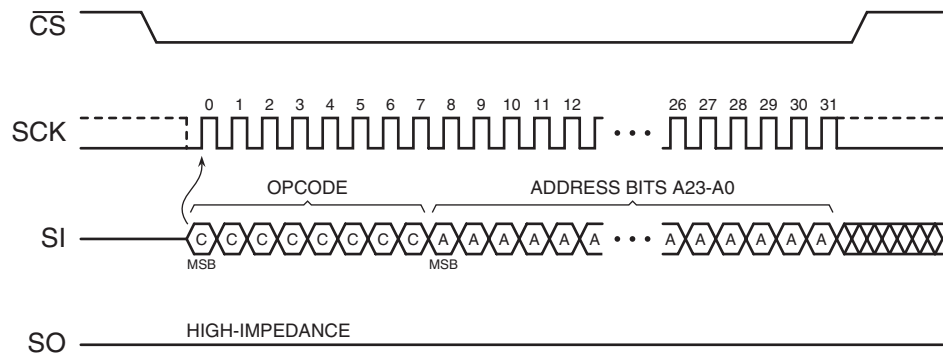 CS
0 1 2 3 4 5 6 7 8 9 10 11 12 26 27 28 29 30 31
SCK
OPCODE ADDRESS BITS A23-A0
SI C C C C C C C C A A A A A A A A A A A A
MSB MSB
HIGH-IMPEDANCE
SO